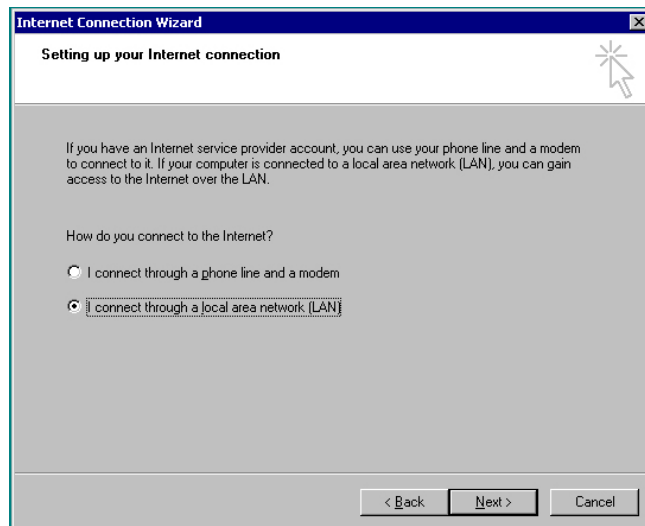 Internet Connection Wizard
Setting up your Internet connection
If you have an Internet service provider account, you can use your phone line and a modem
to connect to it. If your computer is connected to a local area network (LAN), you can gain
access to the Internet over the LAN.
How do you connect to the Internet?
I connect through a phone line and a modem
I connect through a local area network (LAN)
< Back Next > Cancel